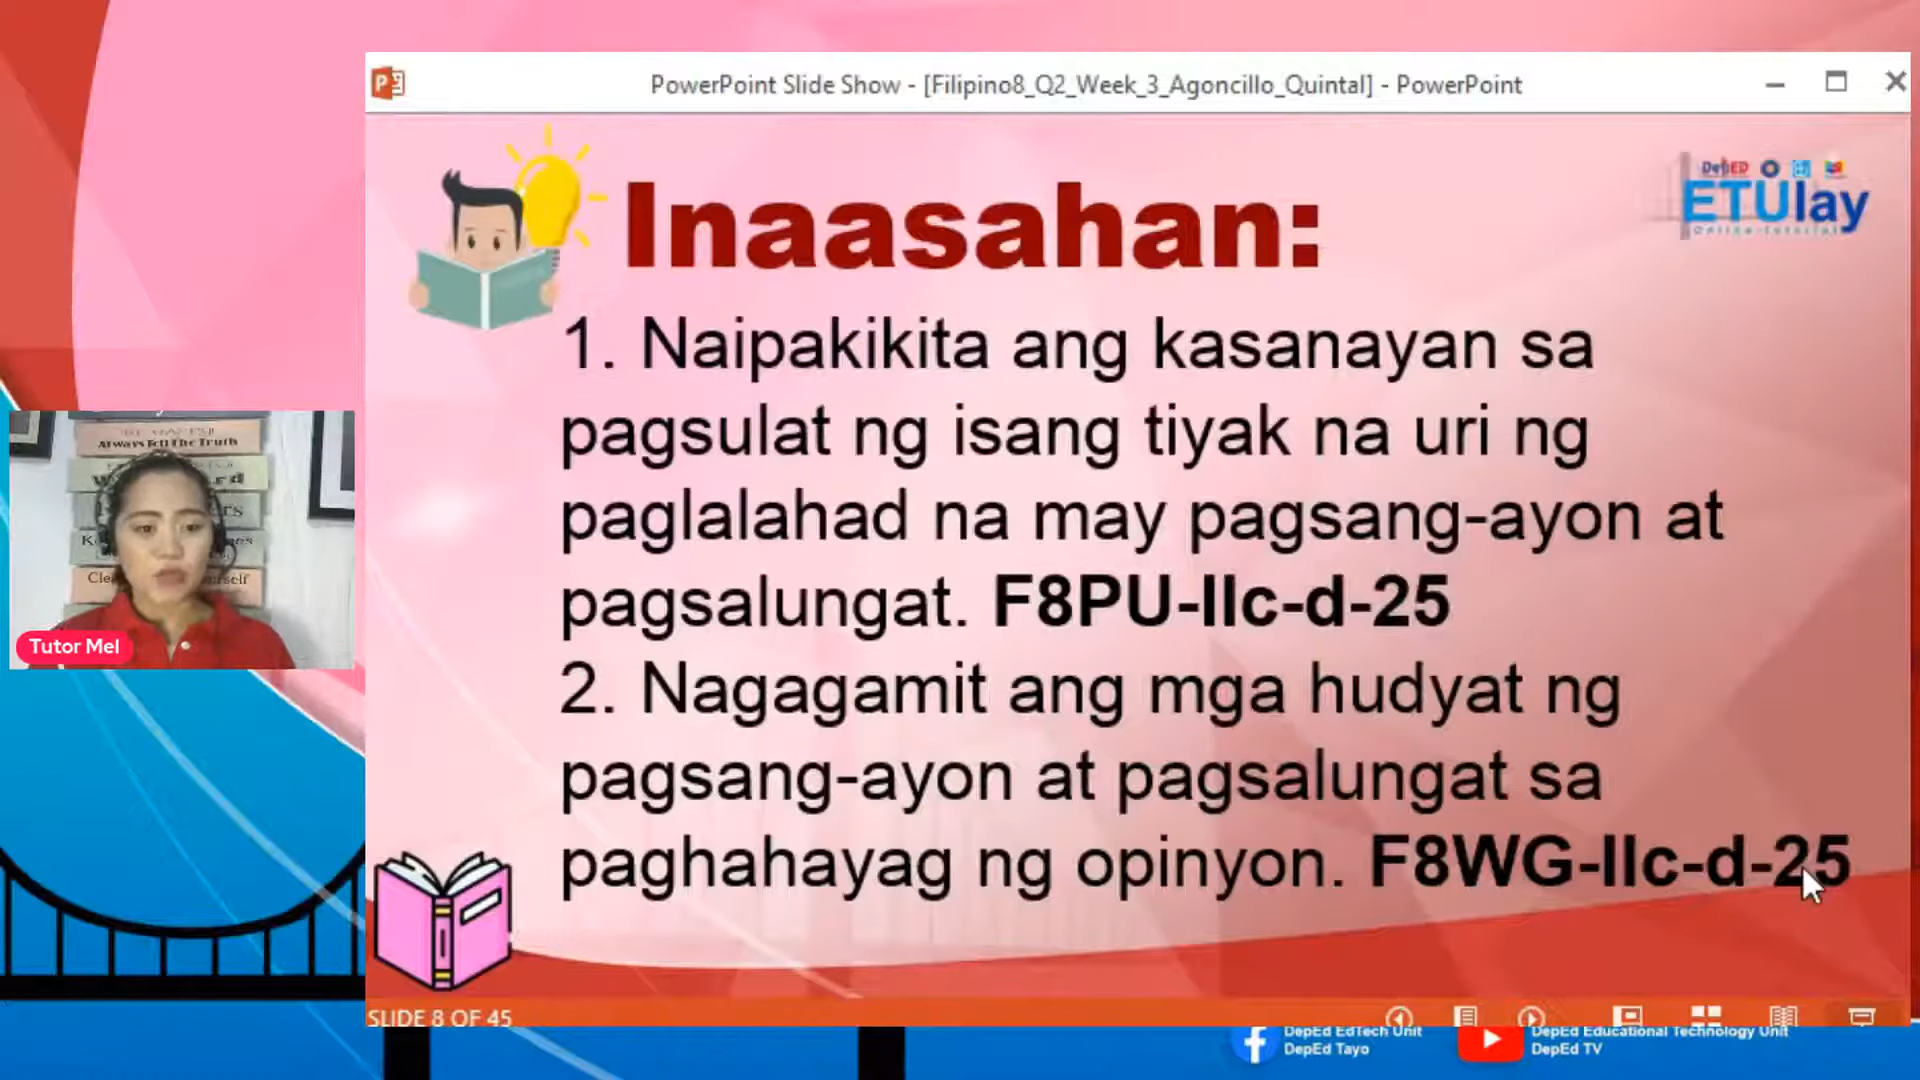 PowerPoint Slide Show - [Filipino8_Q2_Week_3_Agoncillo_Quintal] - PowerPoint
DepED
ETUlay
Online Tutorial
Inaasahan:
1. Naipakikita ang kasanayan sa
pagsulat ng isang tiyak na uri ng
paglalahad na may pagsang-ayon at
pagsalungat. F8PU-IIc-d-25
2. Nagagamit ang mga hudyat ng
pagsang-ayon at pagsalungat sa
paghahayag ng opinyon. F8WG-IIc-d-25
Always Tell The Truth
Tutor Mel
SLIDE 8 OF 45
DepEd EdTech Unit
DepEd Tayo
DepEd Educational Technology Unit
DepEd TV